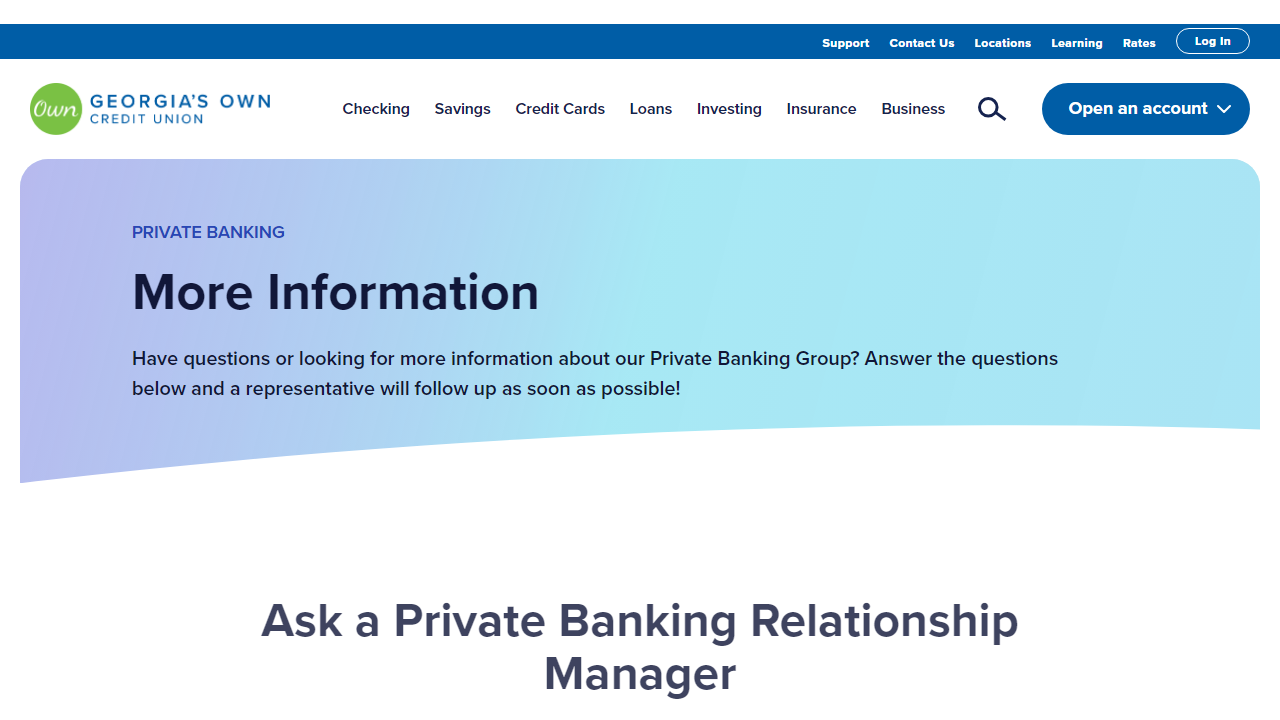 Support Contact Us Locations Learning Rates Log In
Own GEORGIA'S OWN
CREDIT UNION
Checking Savings Credit Cards Loans Investing Insurance Business Open an account
PRIVATE BANKING
More Information
Have questions or looking for more information about our Private Banking Group? Answer the questions
below and a representative will follow up as soon as possible!
Ask a Private Banking Relationship
Manager